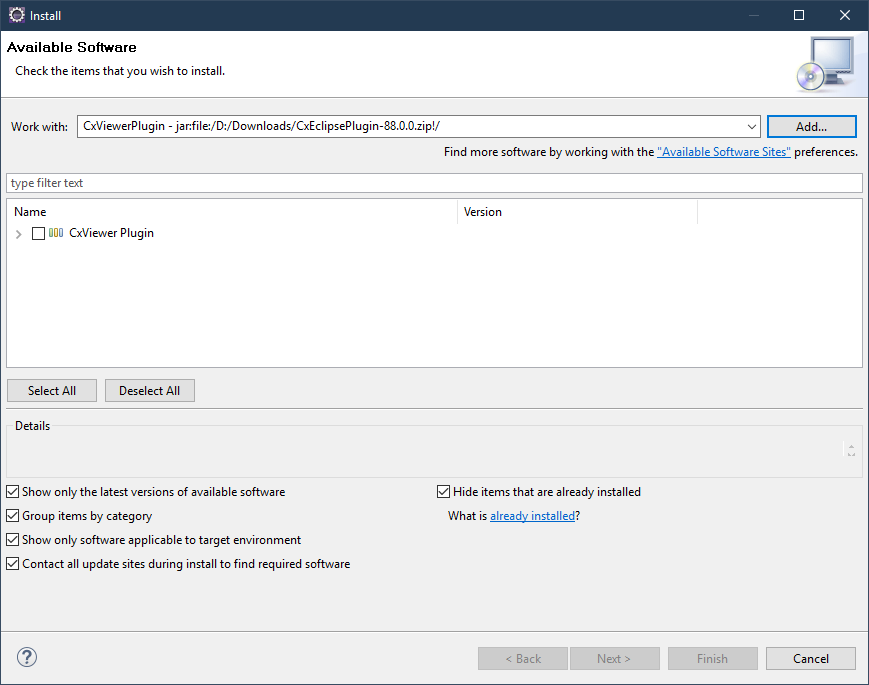 Install
Available Software
Check the items that you wish to install.
Work with: CxViewerPlugin - jar:file:/D:/Downloads/CxEclipsePlugin-88.0.0.zip!/ Add...
Find more software by working with the "Available Software Sites" preferences.
type filter text
Name Version
CxViewer Plugin
Select All Deselect All
Details
Show only the latest versions of available software Hide items that are already installed
Group items by category What is already installed?
Show only software applicable to target environment
Contact all update sites during install to find required software
? < Back Next > Finish Cancel